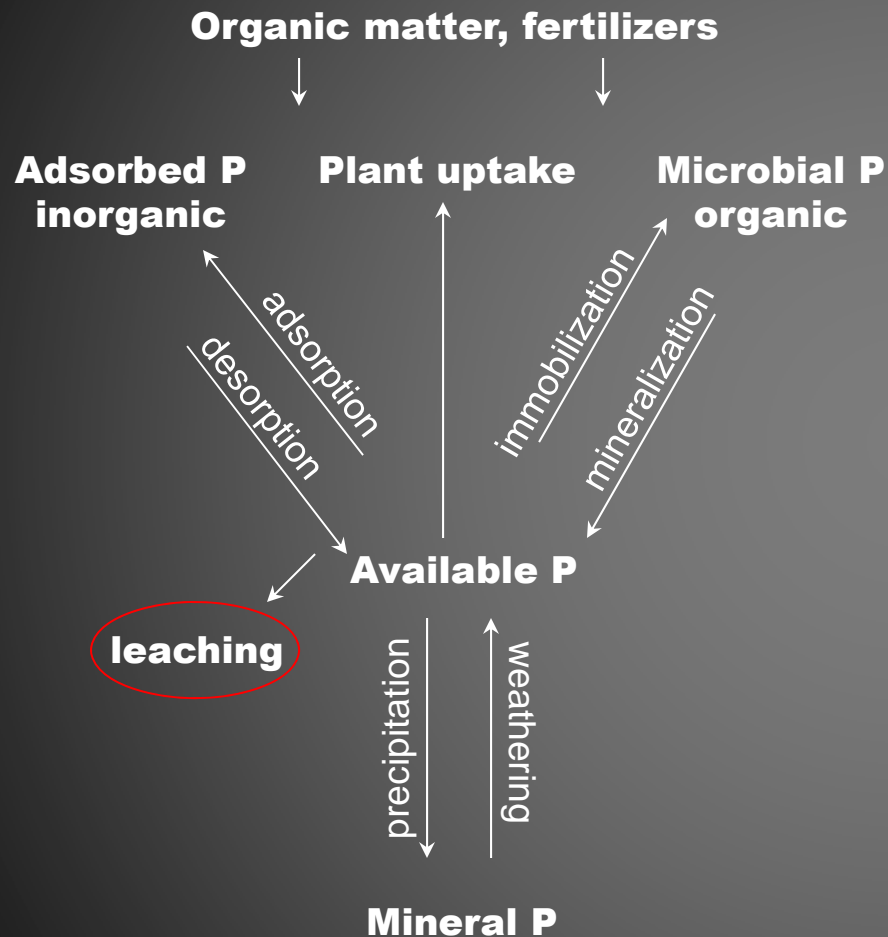 Organic matter, fertilizers
Adsorbed P
inorganic
Plant uptake
Microbial P
organic
adsorption
desorption
immobilization
mineralization
Available P
leaching
precipitation
weathering
Mineral P